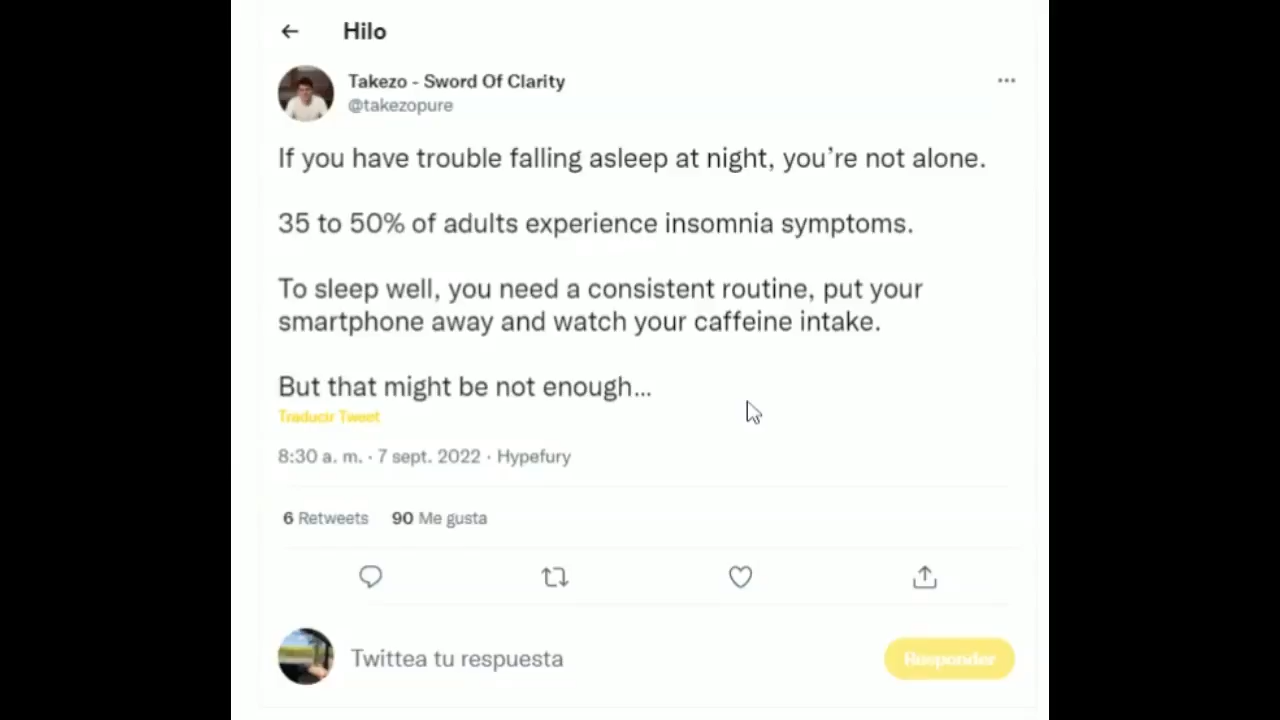 Hilo
Takezo - Sword Of Clarity
@takezopure
If you have trouble falling asleep at night, you’re not alone.
35 to 50% of adults experience insomnia symptoms.
To sleep well, you need a consistent routine, put your
smartphone away and watch your caffeine intake.
But that might be not enough...
Traducir Tweet
8:30 a. m. · 7 sept. 2022 · Hypefury
6 Retweets 90 Me gusta
Twittea tu respuesta
Responder